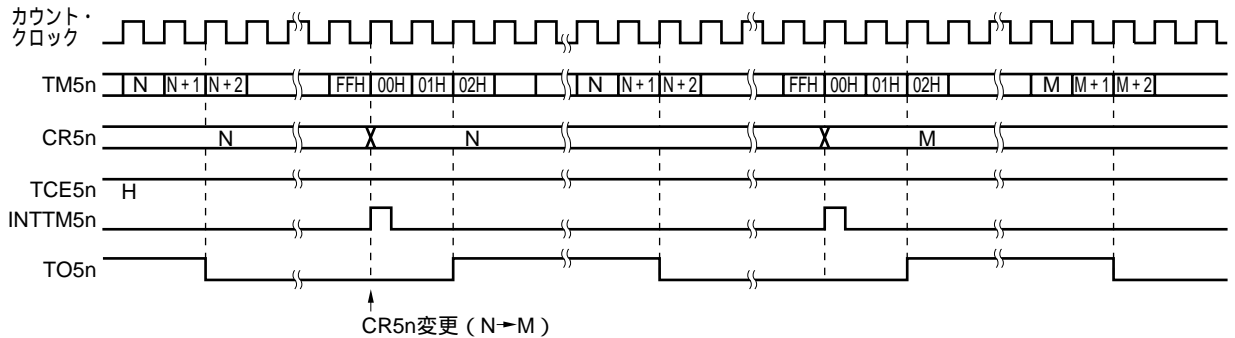 カウント・
クロック
TM5n N N+1 N+2 FFH 00H 01H 02H N N+1 N+2 FFH 00H 01H 02H M M+1 M+2
CR5n N N M
TCE5n H
INTTM5n
TO5n
CR5n変更（N→M）